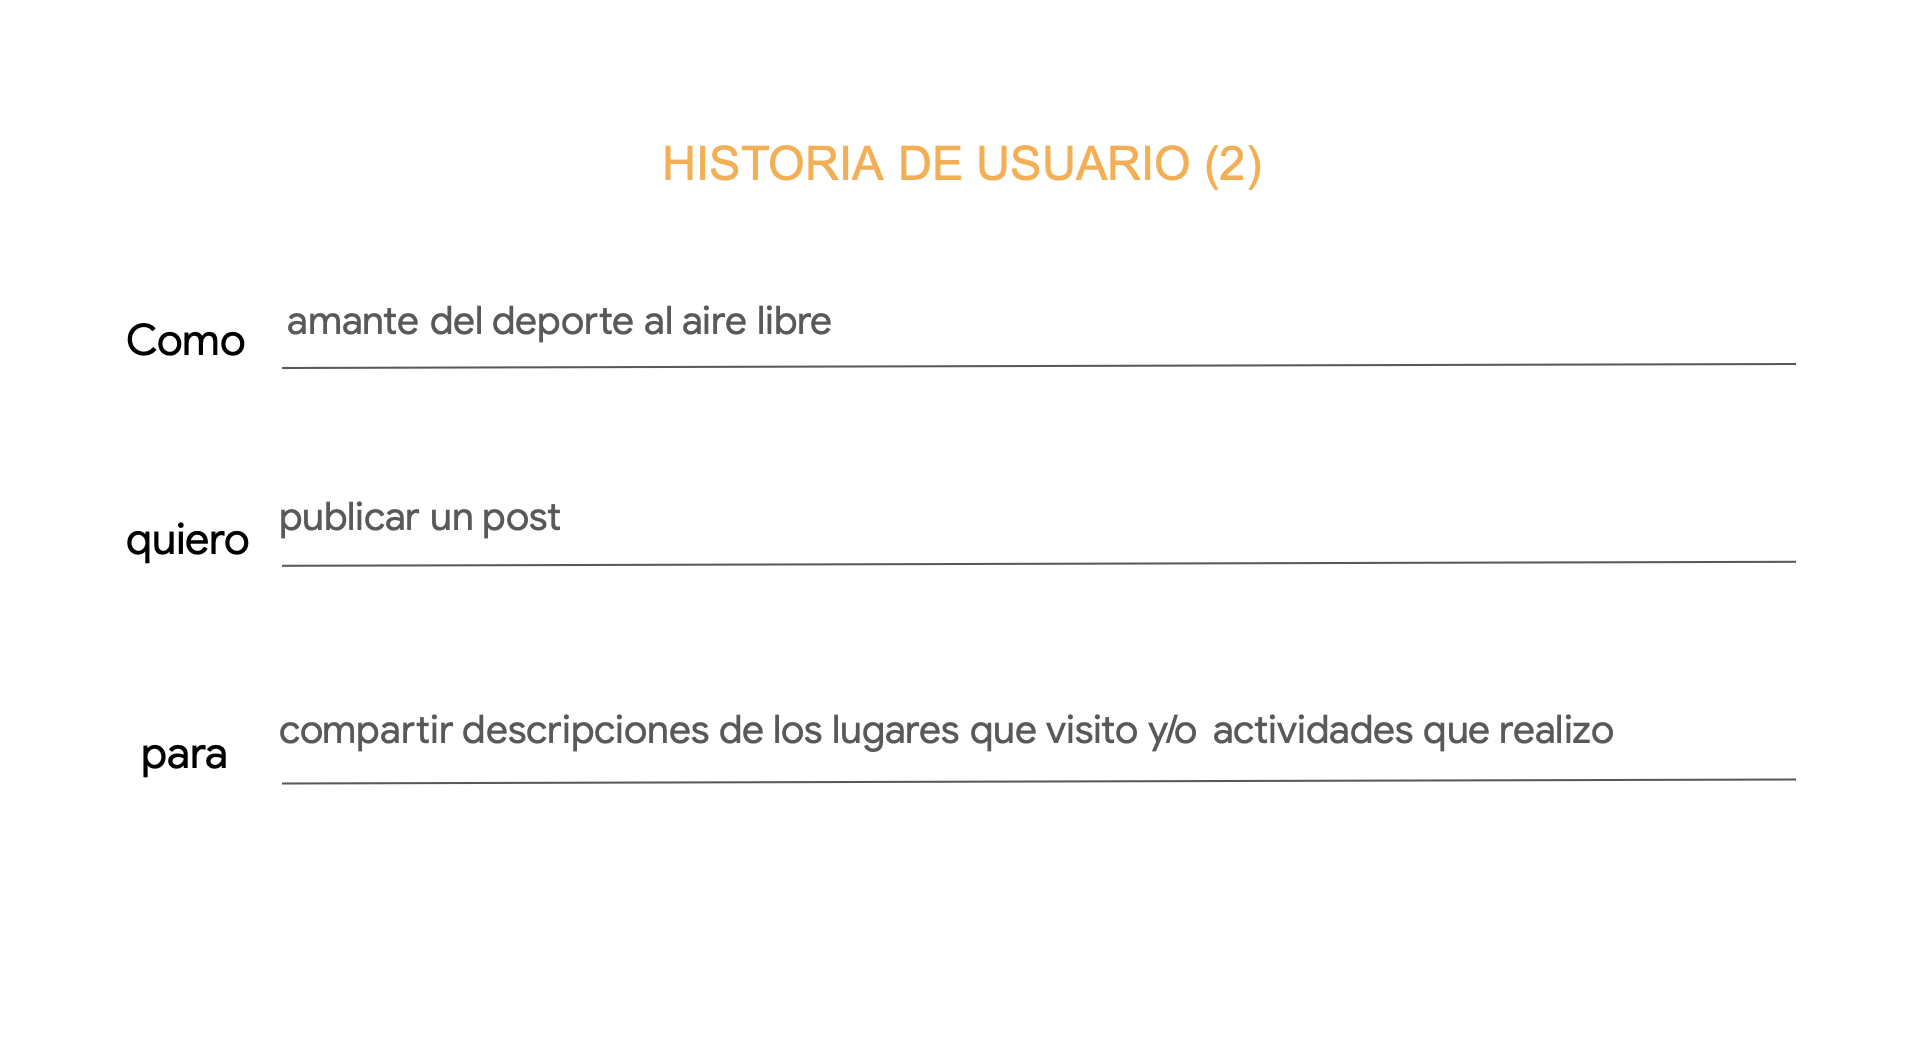 HISTORIA DE USUARIO (2)
Como amante del deporte al aire libre
quiero publicar un post
para compartir descripciones de los lugares que visito y/o actividades que realizo